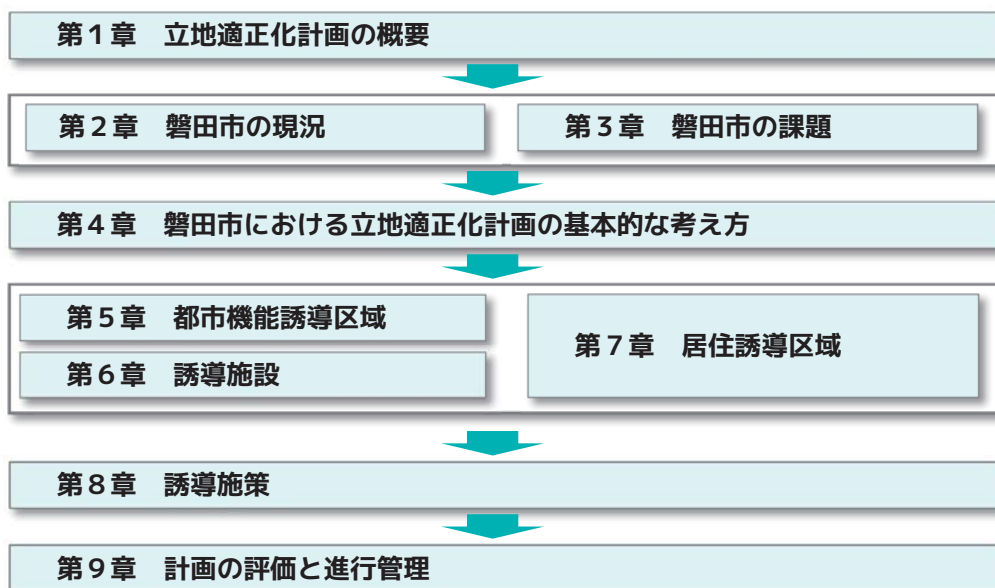 第１章　立地適正化計画の概要
第２章　磐田市の現況
第３章　磐田市の課題
第４章　磐田市における立地適正化計画の基本的な考え方
第５章　都市機能誘導区域
第６章　誘導施設
第７章　居住誘導区域
第８章　誘導施策
第９章　計画の評価と進行管理